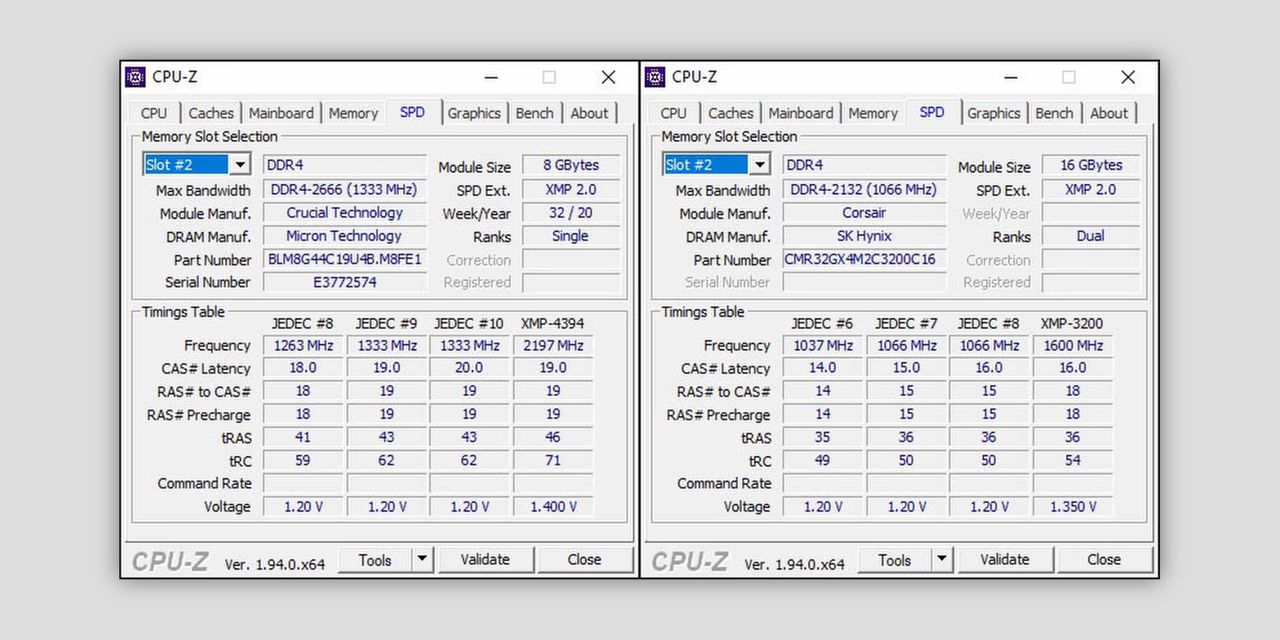 CPU-Z
CPU Caches Mainboard Memory SPD Graphics Bench About
Memory Slot Selection
Slot #2 DDR4 Module Size 8 GBytes
Max Bandwidth DDR4-2666 (1333 MHz) SPD Ext. XMP 2.0
Module Manuf. Crucial Technology Week/Year 32 / 20
DRAM Manuf. Micron Technology Ranks Single
Part Number BLM8G44C19U4B.M8FE1 Correction
Serial Number E3772574 Registered
Timings Table
JEDEC #8 JEDEC #9 JEDEC #10 XMP-4394
Frequency 1263 MHz 1333 MHz 1333 MHz 2197 MHz
CAS# Latency 18.0 19.0 20.0 19.0
RAS# to CAS# 18 19 19 19
RAS# Precharge 18 19 19 19
tRAS 41 43 43 46
tRC 59 62 62 71
Command Rate
Voltage 1.20 V 1.20 V 1.20 V 1.400 V
CPU-Z Ver. 1.94.0.x64 Tools Validate Close
CPU-Z
CPU Caches Mainboard Memory SPD Graphics Bench About
Memory Slot Selection
Slot #2 DDR4 Module Size 16 GBytes
Max Bandwidth DDR4-2132 (1066 MHz) SPD Ext. XMP 2.0
Module Manuf. Corsair Week/Year
DRAM Manuf. SK Hynix Ranks Dual
Part Number CMR32GX4M2C3200C16 Correction
Serial Number Registered
Timings Table
JEDEC #6 JEDEC #7 JEDEC #8 XMP-3200
Frequency 1037 MHz 1066 MHz 1066 MHz 1600 MHz
CAS# Latency 14.0 15.0 16.0 16.0
RAS# to CAS# 14 15 15 18
RAS# Precharge 14 15 15 18
tRAS 35 36 36 36
tRC 49 50 50 54
Command Rate
Voltage 1.20 V 1.20 V 1.20 V 1.350 V
CPU-Z Ver. 1.94.0.x64 Tools Validate Close